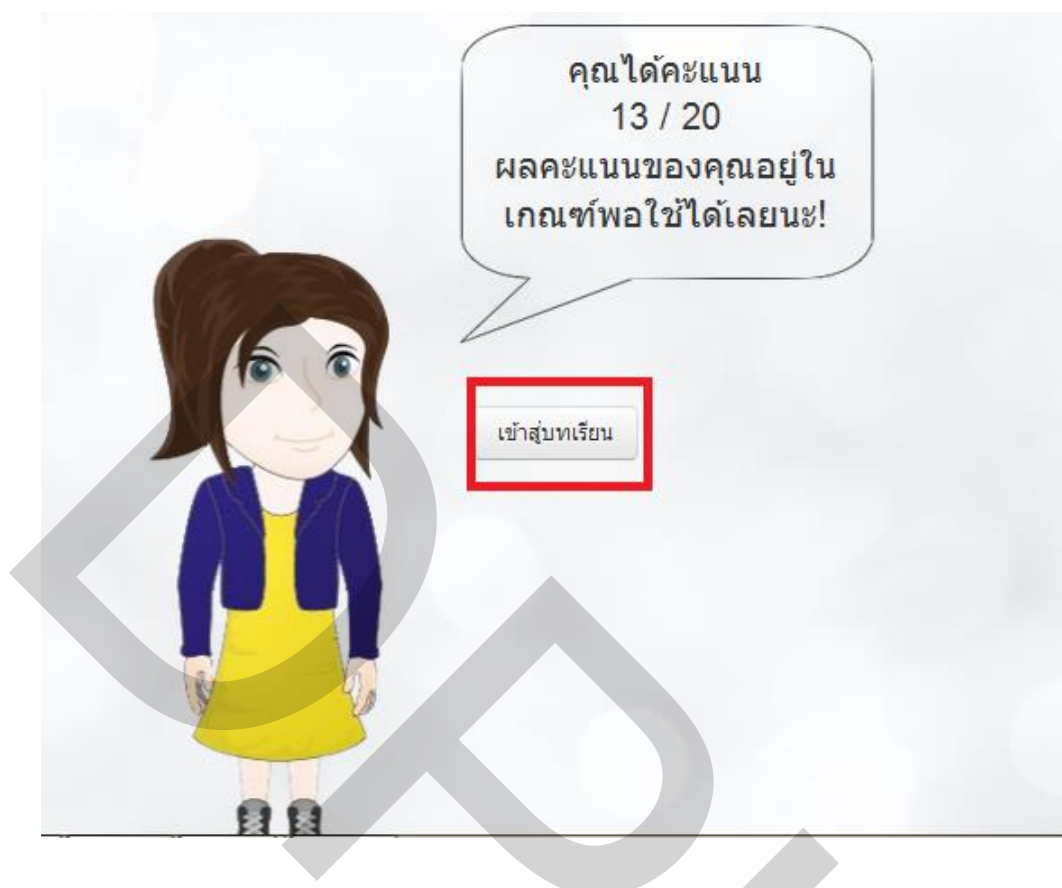 คุณได้คะแนน
13 / 20
ผลคะแนนของคุณอยู่ใน
เกณฑ์พอใช้ได้เลยนะ!
เข้าสู่บทเรียน